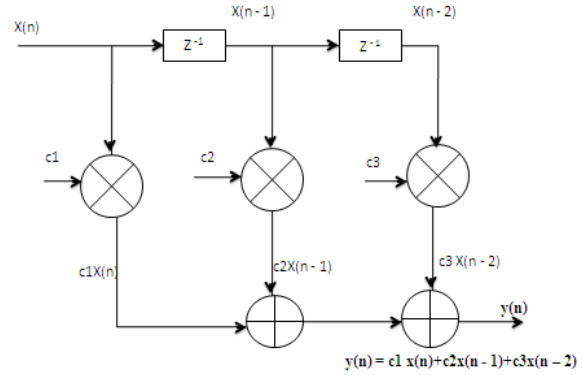 X(n)
X(n - 1)
X(n - 2)
Z⁻¹
Z⁻¹
c1
c2
c3
c1X(n)
c2X(n - 1)
c3 X(n - 2)
y(n)
y(n) = c1 x(n)+c2x(n - 1)+c3x(n – 2)